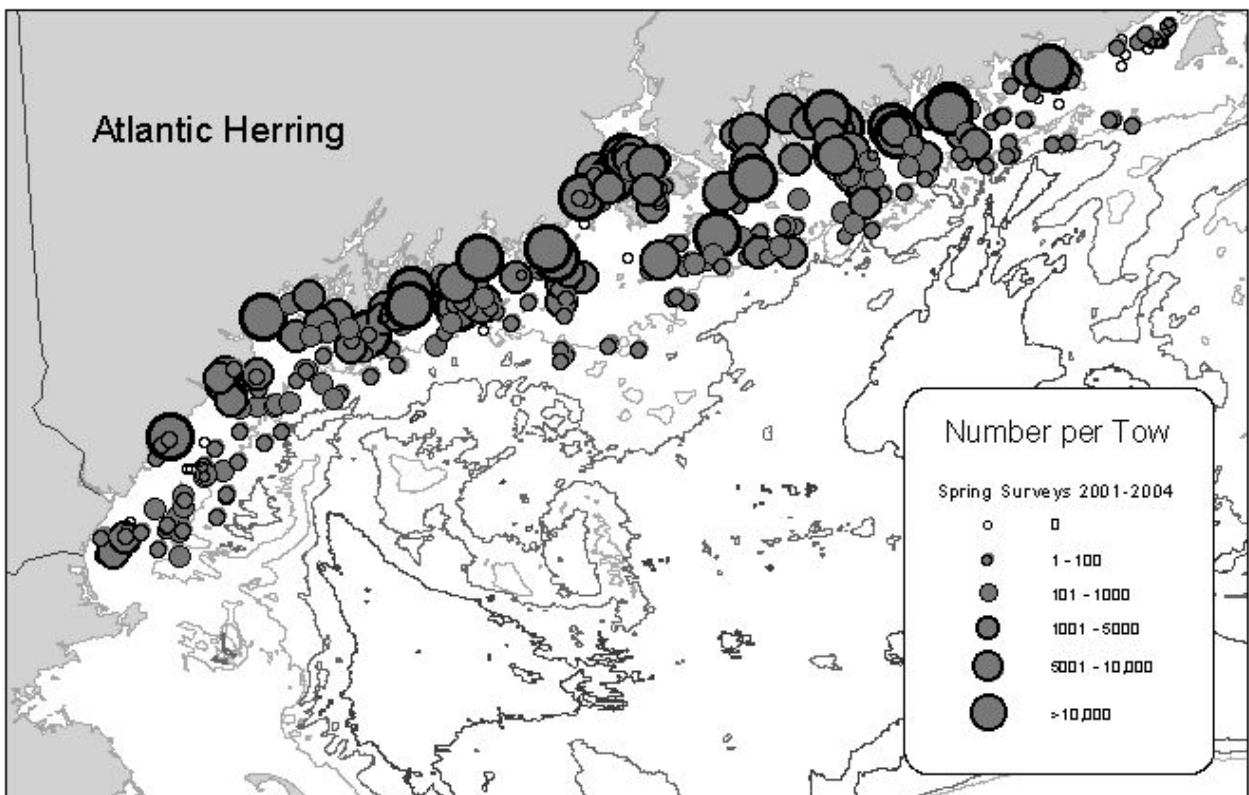 Atlantic Herring
Number per Tow
Spring Surveys 2001-2004
0
1 - 100
101 - 1000
1001 - 5000
5001 - 10,000
>10,000